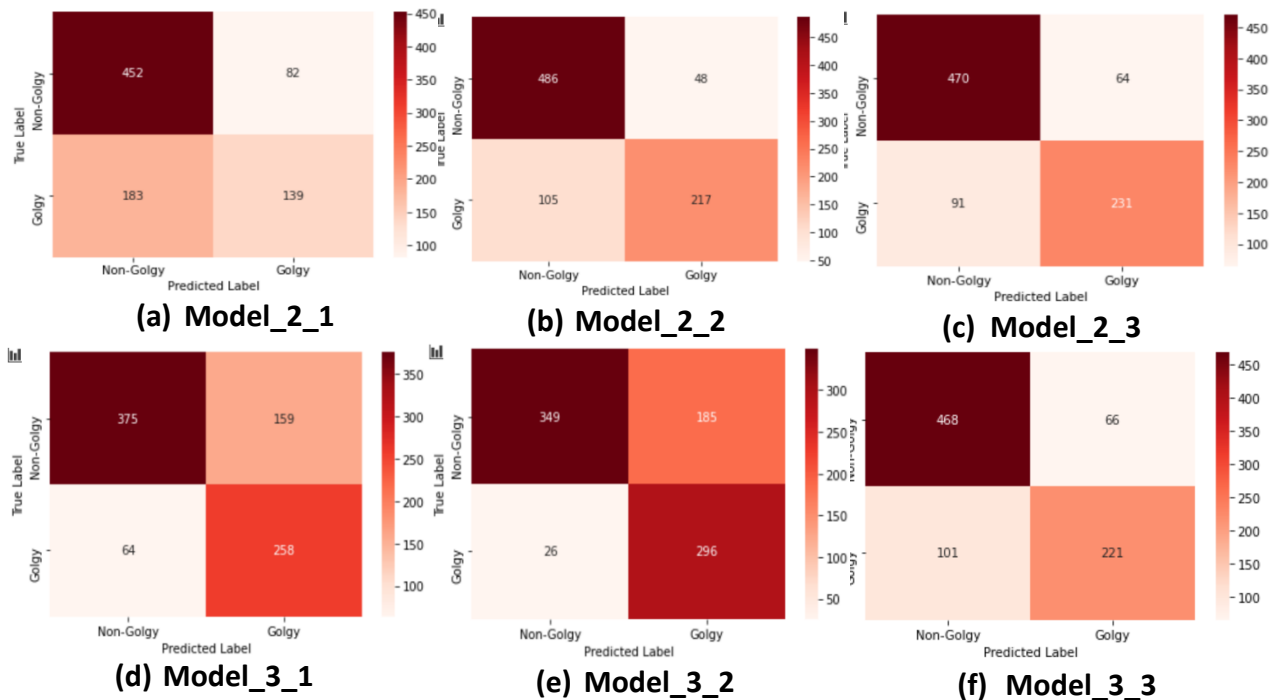 452 82
183 139
Non-Golgy
Golgy
True Label
Non-Golgy Golgy
Predicted Label
450
400
350
300
250
200
150
100
(a) Model_2_1
486 48
105 217
Non-Golgy
Golgy
True Label
Non-Golgy Golgy
Predicted Label
450
400
350
300
250
200
150
100
50
(b) Model_2_2
470 64
91 231
Non-Golgy
Golgy
Label
Non-Golgy Golgy
Predicted Label
450
400
350
300
250
200
150
100
(c) Model_2_3
375 159
64 258
Non-Golgy
Golgy
True Label
Non-Golgy Golgy
Predicted Label
350
300
250
200
150
100
(d) Model_3_1
349 185
26 296
Non-Golgy
Golgy
True Label
Non-Golgy Golgy
Predicted Label
300
250
200
150
100
50
(e) Model_3_2
468 66
101 221
Non-Golgy Golgy
Predicted Label
450
400
350
300
250
200
150
100
(f) Model_3_3